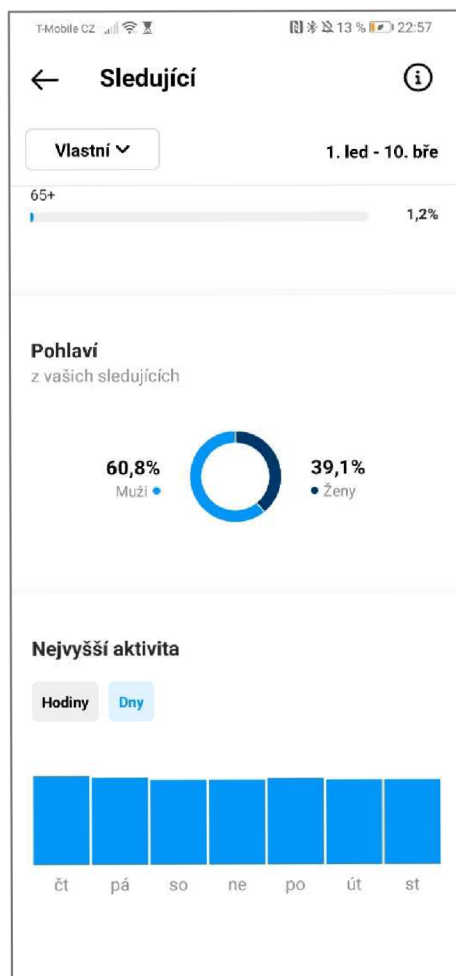 T-Mobile CZ 13 % 22:57
Sledující
Vlastní 1. led - 10. bře
65+
1,2%
Pohlaví
z vašich sledujících
60,8% 39,1%
Muži Ženy
Nejvyšší aktivita
Hodiny Dny
čt pá so ne po út st